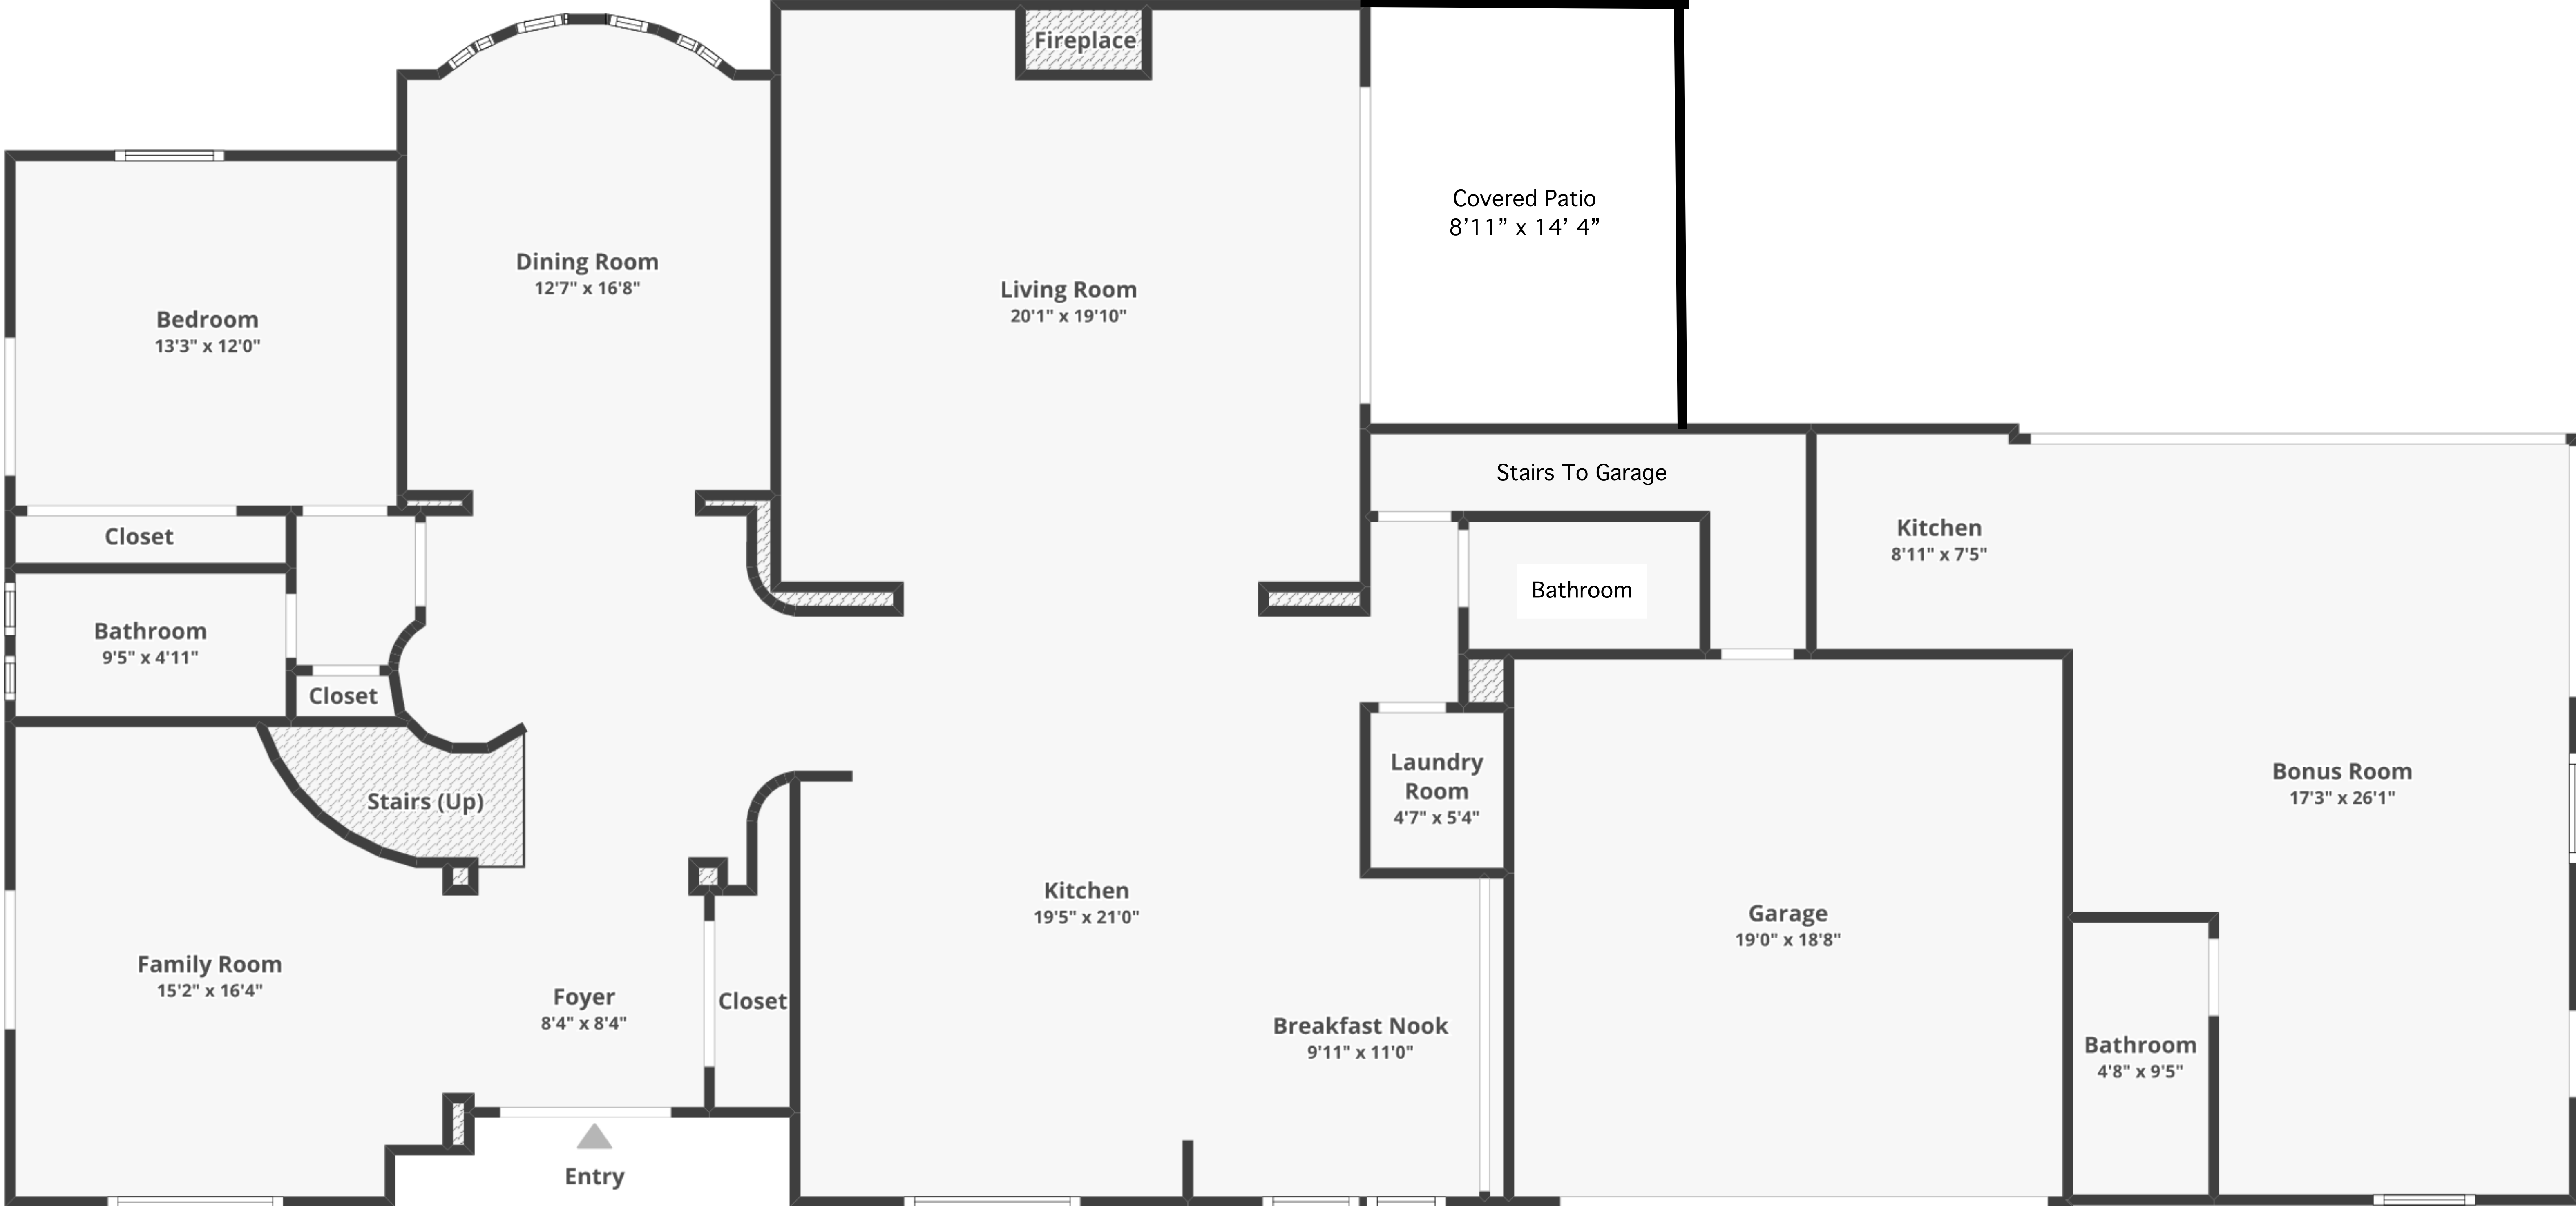 Fireplace
Covered Patio
8’11” x 14’ 4”
Dining Room
12'7" x 16'8"
Living Room
20'1" x 19'10"
Bedroom
13'3" x 12'0"
Stairs To Garage
Kitchen
8'11" x 7'5"
Closet
Bathroom
Bathroom
9'5" x 4'11"
Closet
Laundry
Room
4'7" x 5'4"
Bonus Room
17'3" x 26'1"
Stairs (Up)
Kitchen
19'5" x 21'0"
Garage
19'0" x 18'8"
Family Room
15'2" x 16'4"
Foyer
8'4" x 8'4"
Closet
Breakfast Nook
9'11" x 11'0"
Bathroom
4'8" x 9'5"
Entry